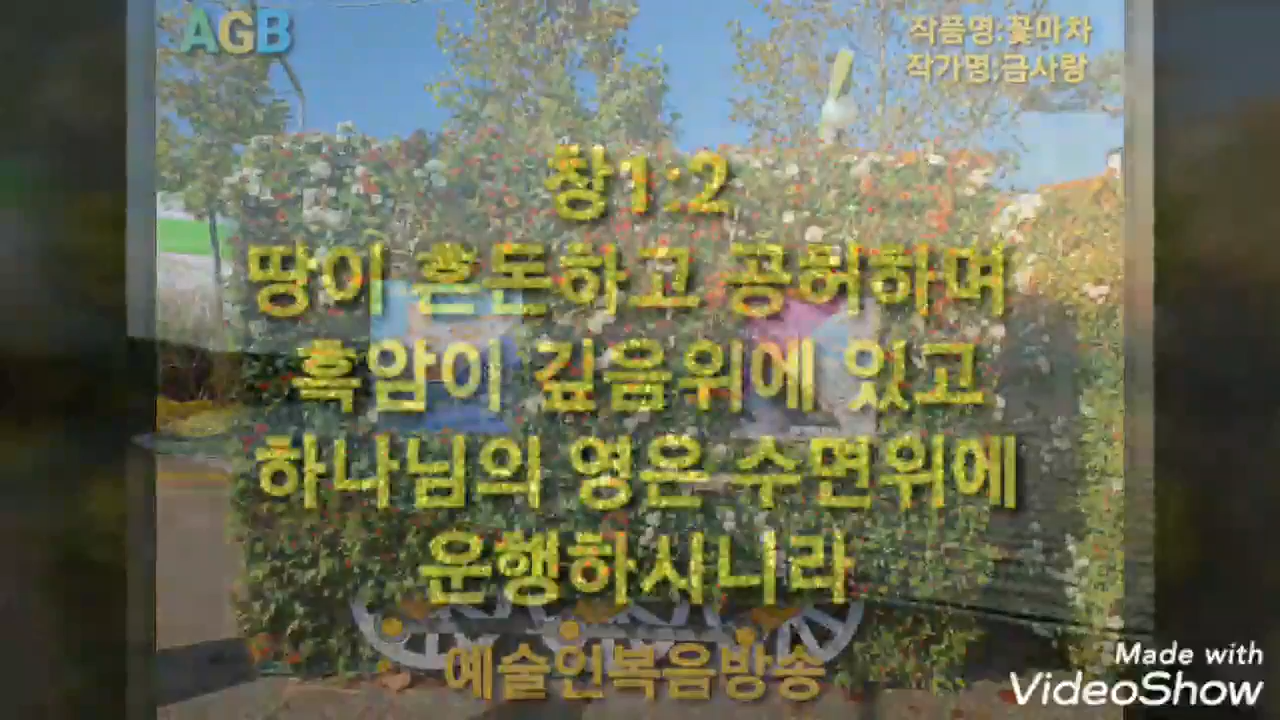 AGB
작품명:꽃마차
작가명:금사랑
창1:2
땅이 혼돈하고 공허하며
흑암이 깊음위에 있고
하나님의 영은 수면위에
운행하시니라
예술인복음방송
Made with
VideoShow